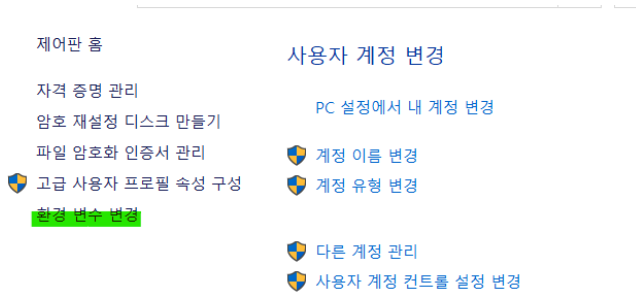 제어판 홈
자격 증명 관리
암호 재설정 디스크 만들기
파일 암호화 인증서 관리
고급 사용자 프로필 속성 구성
환경 변수 변경
사용자 계정 변경
PC 설정에서 내 계정 변경
계정 이름 변경
계정 유형 변경
다른 계정 관리
사용자 계정 컨트롤 설정 변경